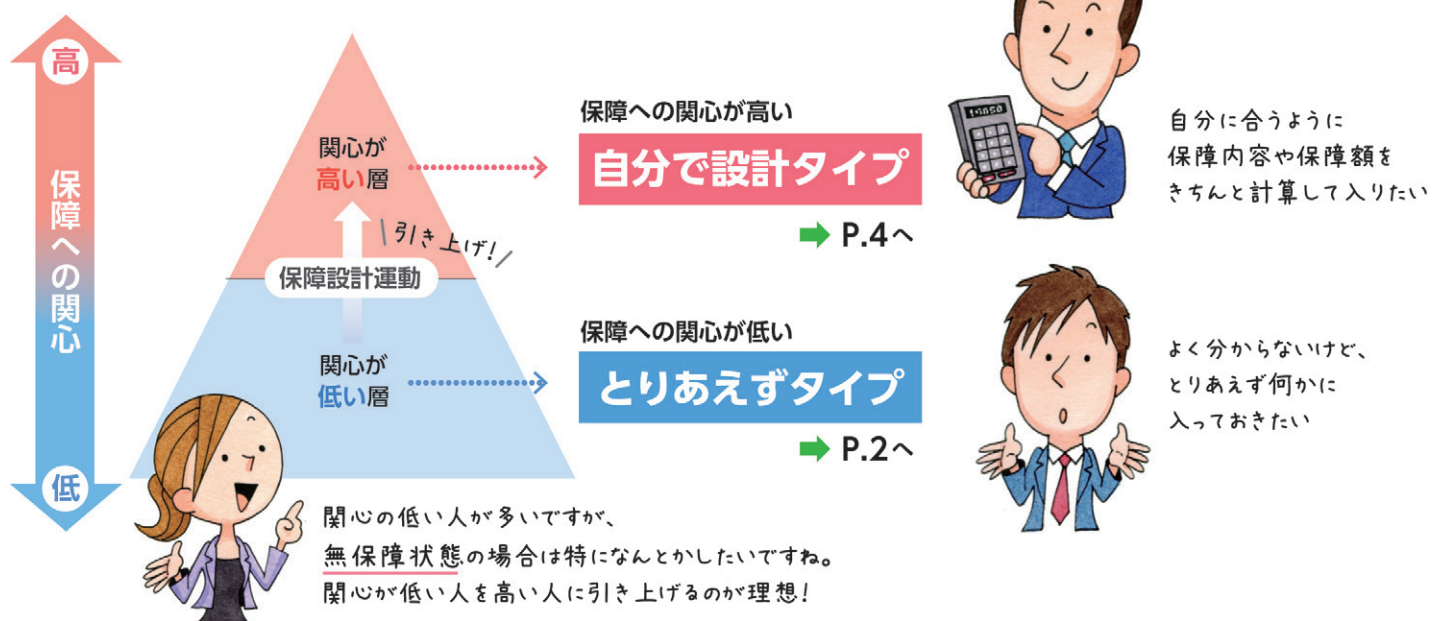 高
保障への関心
低
関心が
高い層
引き上げ!
保障設計運動
関心が
低い層
保障への関心が高い
自分で設計タイプ
P.4へ
自分に合うように
保障内容や保障額を
きちんと計算して入りたい
保障への関心が低い
とりあえずタイプ
P.2へ
よく分からないけど、
とりあえず何かに
入っておきたい
関心の低い人が多いですが、
無保障状態の場合は特になんとかしたいですね。
関心が低い人を高い人に引き上げるのが理想!